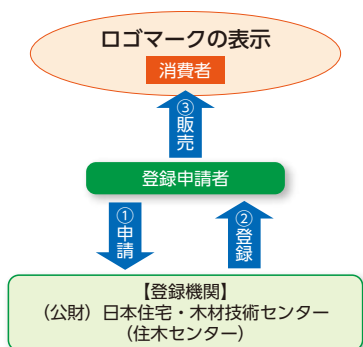 ロゴマークの表示
消費者
③販売
登録申請者
①申請
②登録
【登録機関】
（公財）日本住宅・木材技術センター
（住木センター）